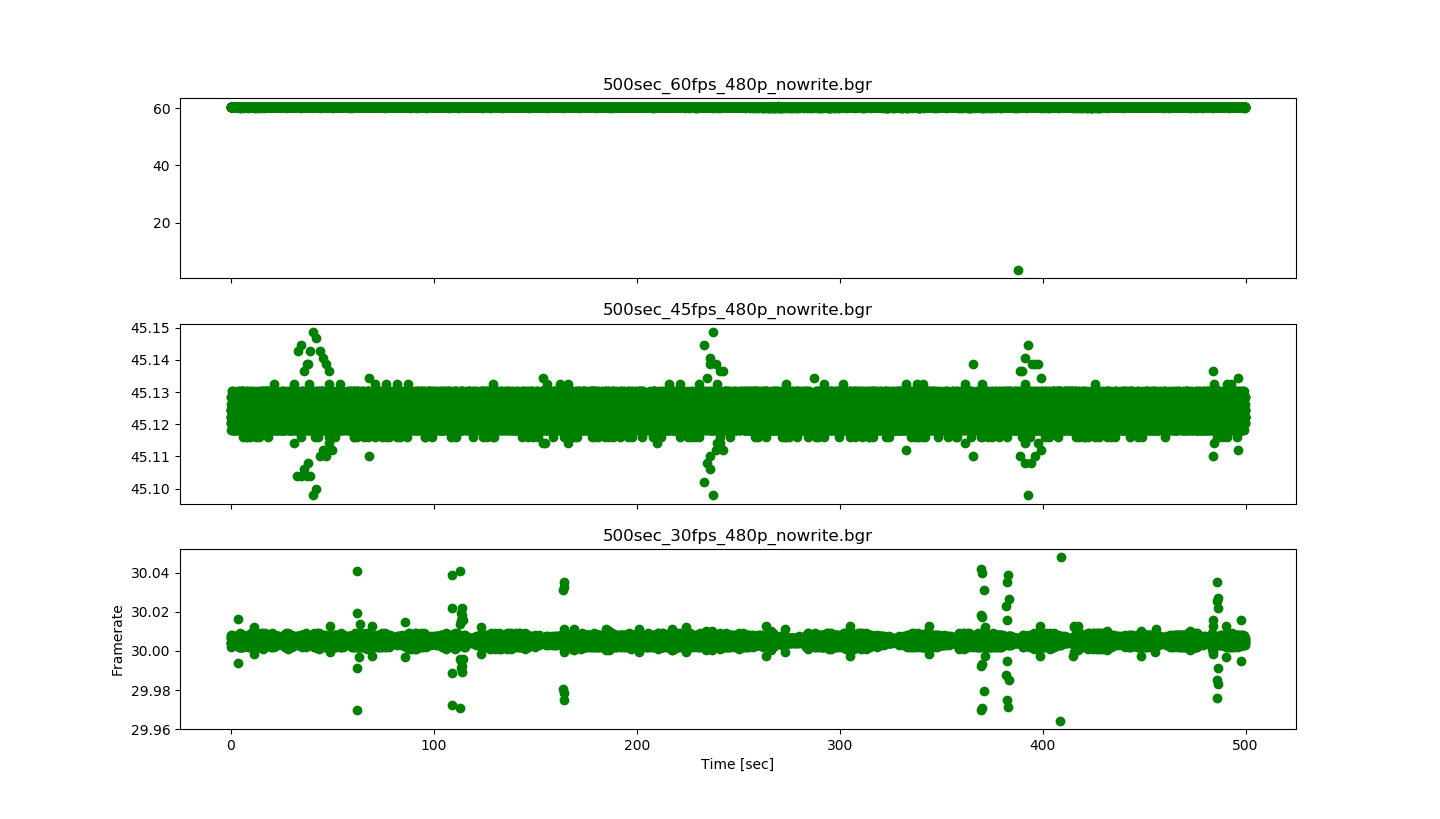 500sec_60fps_480p_nowrite.bgr
60
40
20
500sec_45fps_480p_nowrite.bgr
45.15
45.14
45.13
45.12
45.11
45.10
500sec_30fps_480p_nowrite.bgr
30.04
30.02
30.00
29.98
29.96
Framerate
0 100 200 300 400 500
Time [sec]